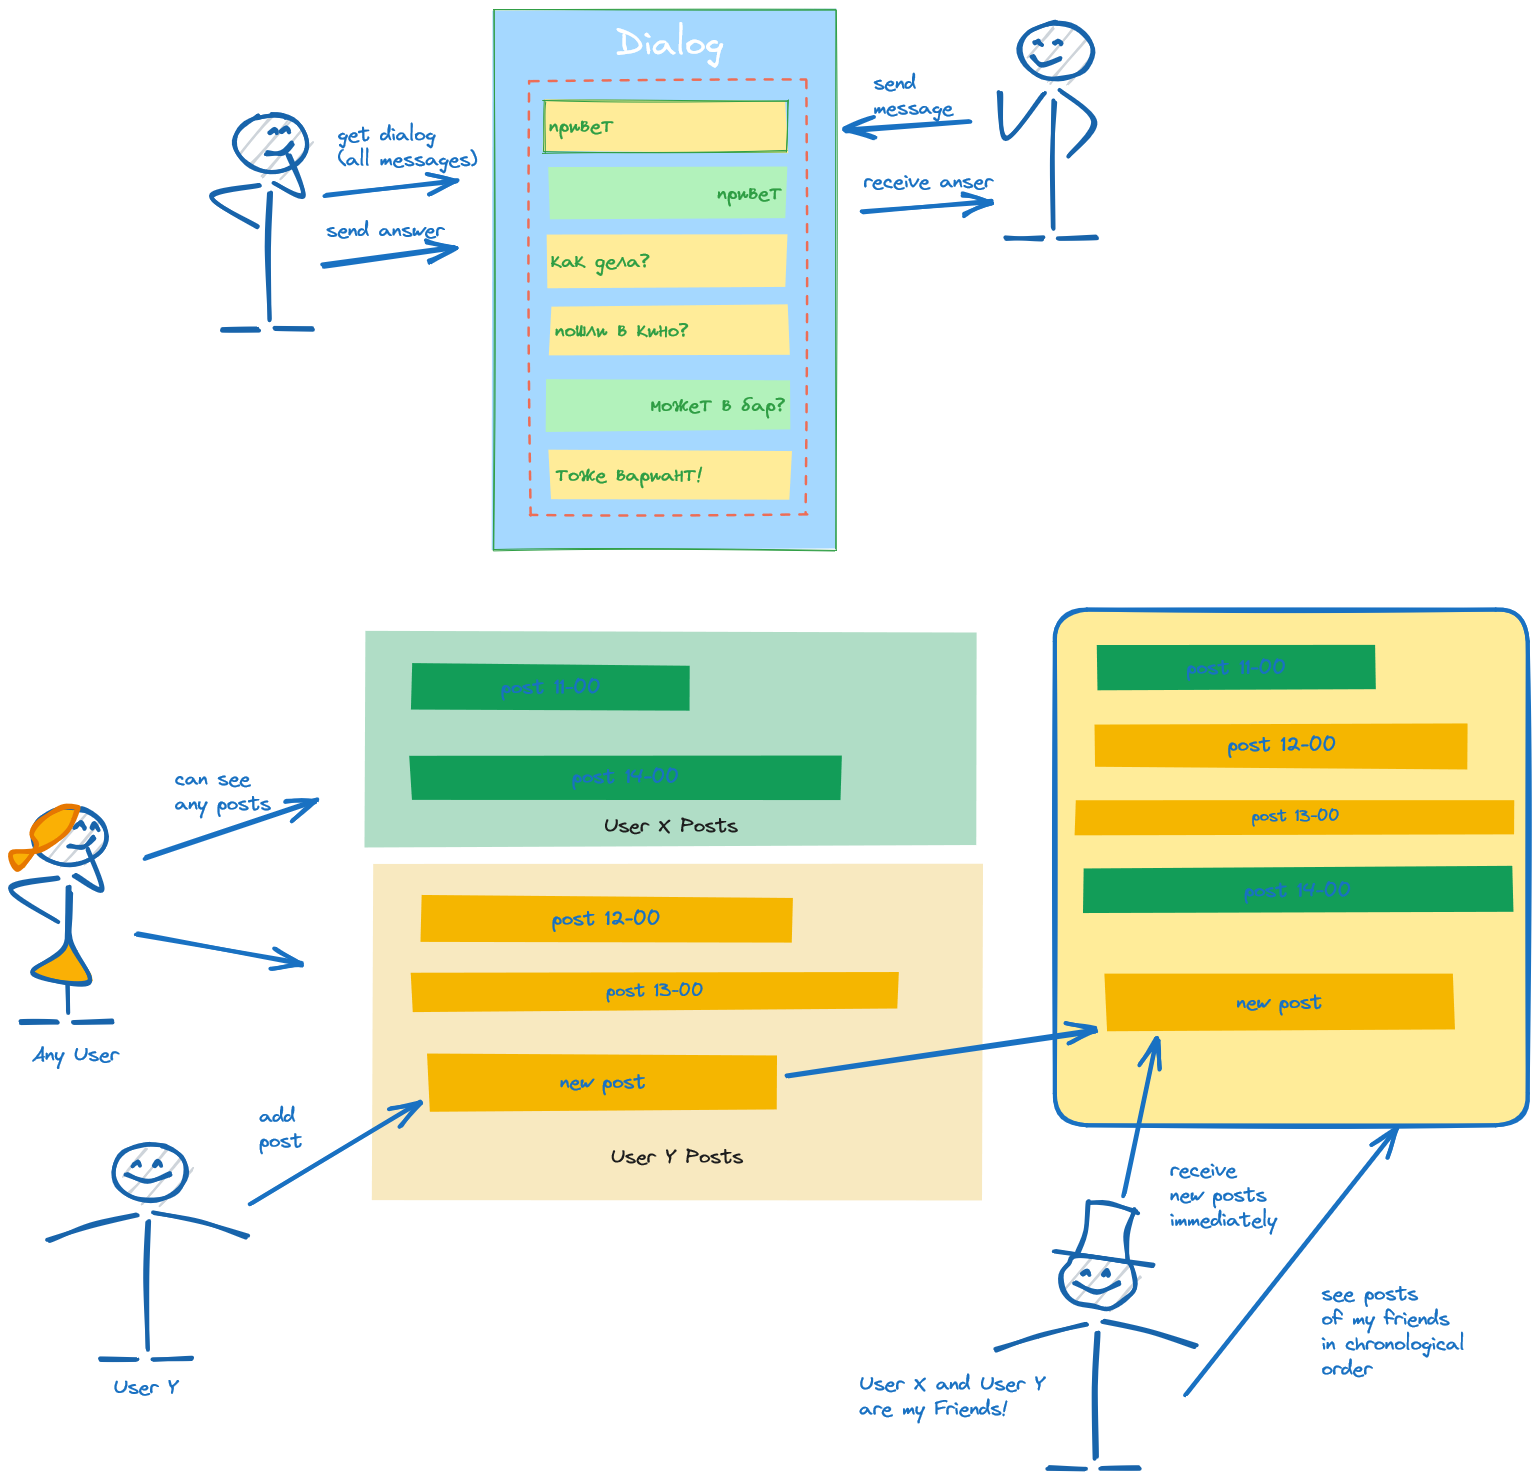 Dialog
get dialog
(all messages)
send answer
send
message
receive anser
привет
привет
как дела?
пошли в кино?
может в бар?
тоже вариант!
can see
any posts
Any User
post 11-00
post 14-00
User X Posts
post 12-00
post 13-00
new post
User Y Posts
add
post
User Y
post 11-00
post 12-00
post 13-00
post 14-00
new post
receive
new posts
immediately
see posts
of my friends
in chronological
order
User X and User Y
are my Friends!